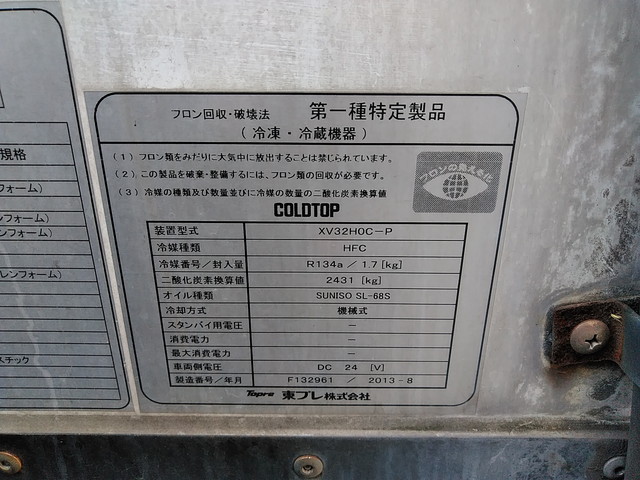 規格
フォーム)
レンフォーム)
レンフォーム)
レンフォーム)
スチック
フロン回収・破壊法 第一種特定製品
(冷凍・冷蔵機器)
(1) フロン類をみだりに大気中に放出することは禁じられています。
(2) この製品を廃棄・整備するには、フロン類の回収が必要です。
(3) 冷媒の種類及び数量並びに冷媒の数量の二酸化炭素換算値
フロンの見える化
COLDTOP
装置型式 XV32HOC-P
冷媒種類 HFC
冷媒番号/封入量 R134a / 1.7 [kg]
二酸化炭素換算値 2431 [kg]
オイル種類 SUNISO SL-68S
冷却方式 機械式
スタンバイ用電圧 -
消費電力 -
最大消費電力 -
車両側電圧 DC 24 [V]
製造番号/年月 F132961 / 2013-8
Topre 東プレ株式会社